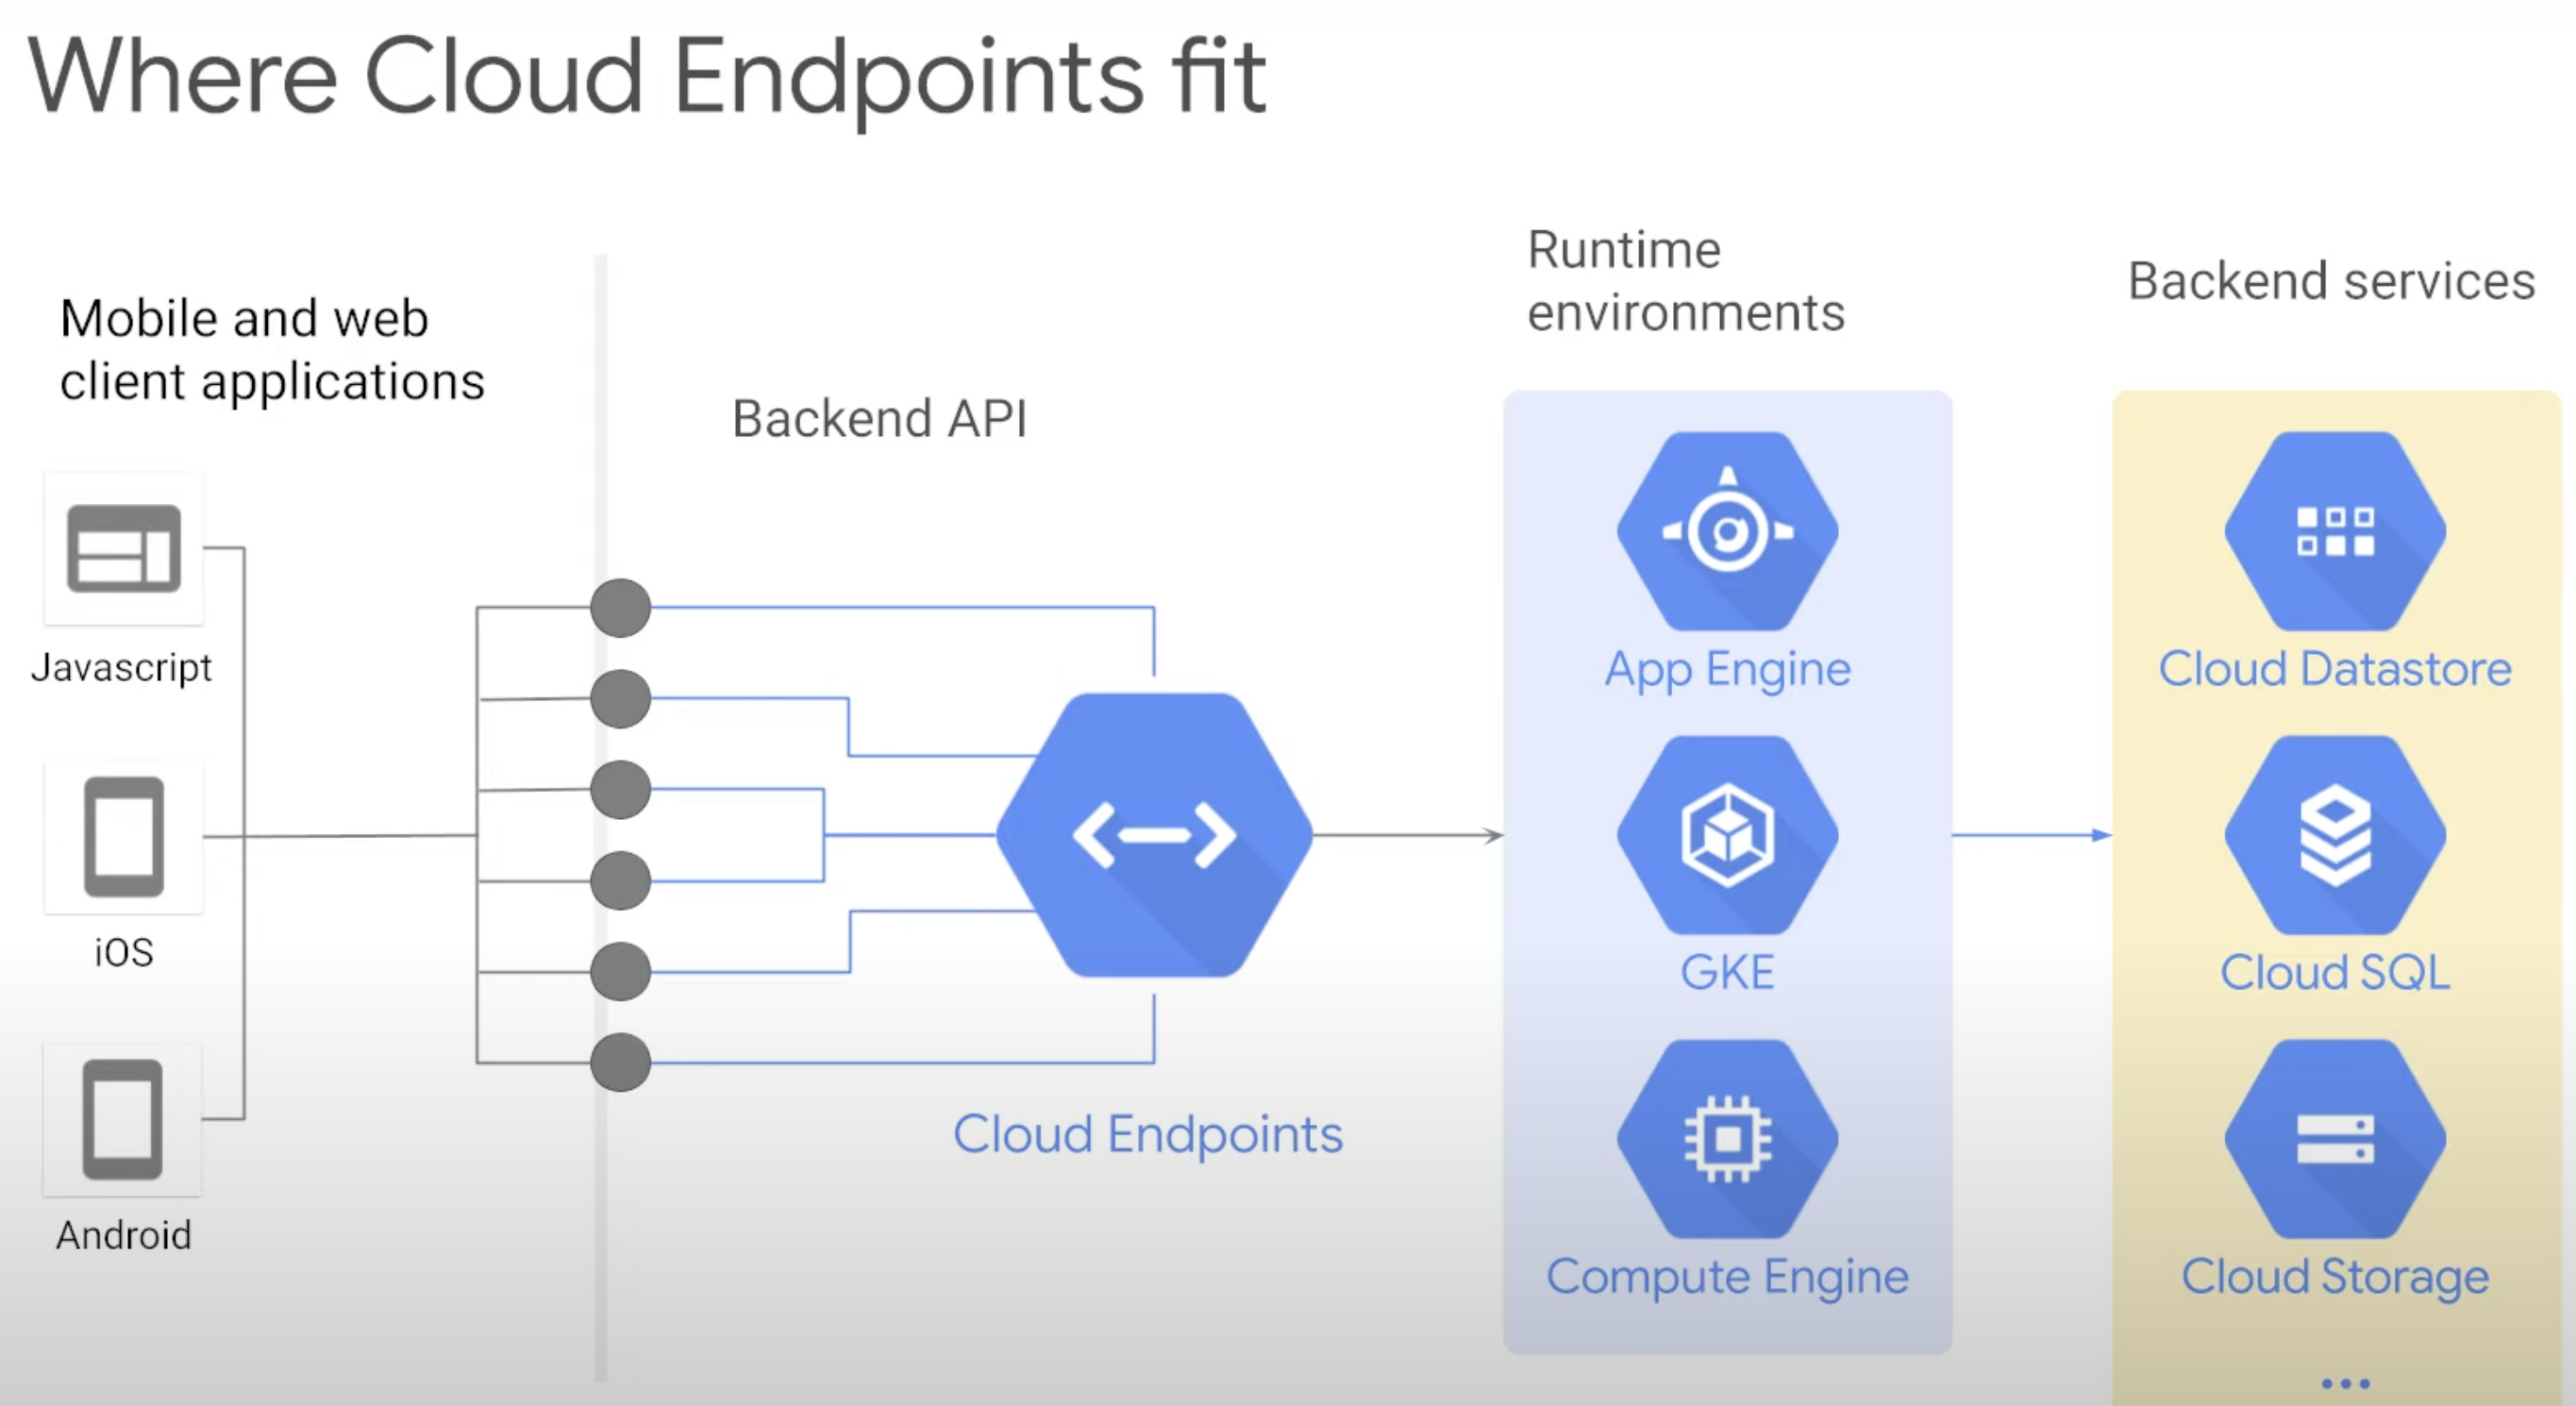 Where Cloud Endpoints fit
Mobile and web
client applications
Javascript
iOS
Android
Backend API
Cloud Endpoints
Runtime
environments
App Engine
GKE
Compute Engine
Backend services
Cloud Datastore
Cloud SQL
Cloud Storage
...